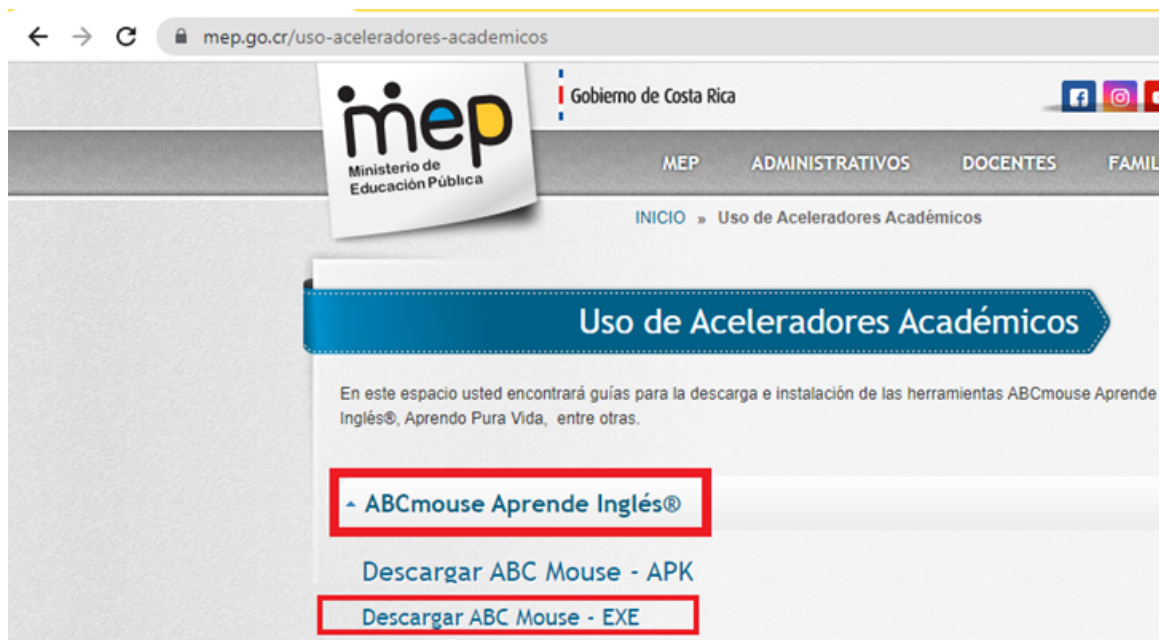 mep.go.cr/uso-aceleradores-academicos
mep
Ministerio de
Educación Pública
Gobierno de Costa Rica
MEP ADMINISTRATIVOS DOCENTES FAMIL
INICIO » Uso de Aceleradores Académicos
Uso de Aceleradores Académicos
En este espacio usted encontrará guías para la descarga e instalación de las herramientas ABCmouse Aprende
Inglés®, Aprendo Pura Vida, entre otras.
ABCmouse Aprende Inglés®
Descargar ABC Mouse - APK
Descargar ABC Mouse - EXE